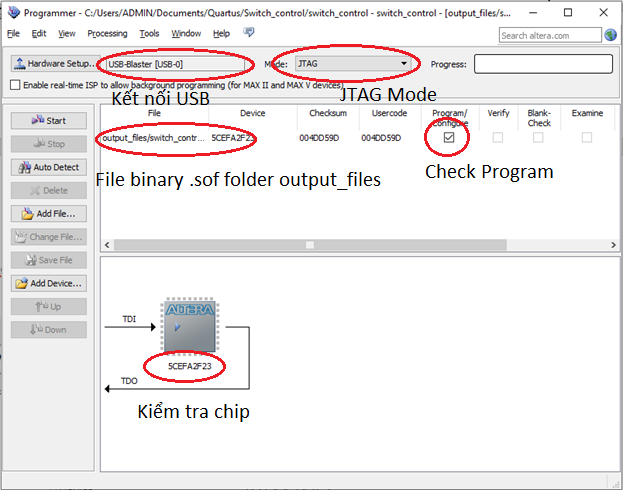 Programmer - C:/Users/ADMIN/Documents/Quartus/Switch_control/switch_control - switch_control - [output_files/s...
File Edit View Processing Tools Window Help
Search altera.com
Hardware Setup... USB-Blaster [USB-0] Mode: JTAG Progress:
Enable real-time ISP to allow background programming (for MAX II and MAX V devices)
Kết nối USB
JTAG Mode
Start
Stop
Auto Detect
Delete
Add File...
Change File...
Save File
Add Device...
Up
Down
File Device Checksum Usercode Program/ Configure Verify Blank- Check Examine
output_files/switch_contr... 5CEFA2F23 004DD59D 004DD59D
File binary .sof folder output_files
Check Program
TDI
ALTERA
5CEFA2F23
TDO
Kiểm tra chip